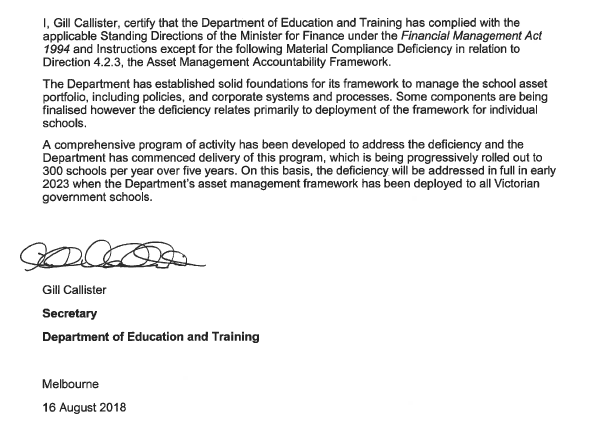 I, Gill Callister, certify that the Department of Education and Training has complied with the
applicable Standing Directions of the Minister for Finance under the Financial Management Act
1994 and Instructions except for the following Material Compliance Deficiency in relation to
Direction 4.2.3, the Asset Management Accountability Framework.
The Department has established solid foundations for its framework to manage the school asset
portfolio, including policies, and corporate systems and processes. Some components are being
finalised however the deficiency relates primarily to deployment of the framework for individual
schools.
A comprehensive program of activity has been developed to address the deficiency and the
Department has commenced delivery of this program, which is being progressively rolled out to
300 schools per year over five years. On this basis, the deficiency will be addressed in full in early
2023 when the Department's asset management framework has been deployed to all Victorian
government schools.
Gill Callister
Secretary
Department of Education and Training
Melbourne
16 August 2018